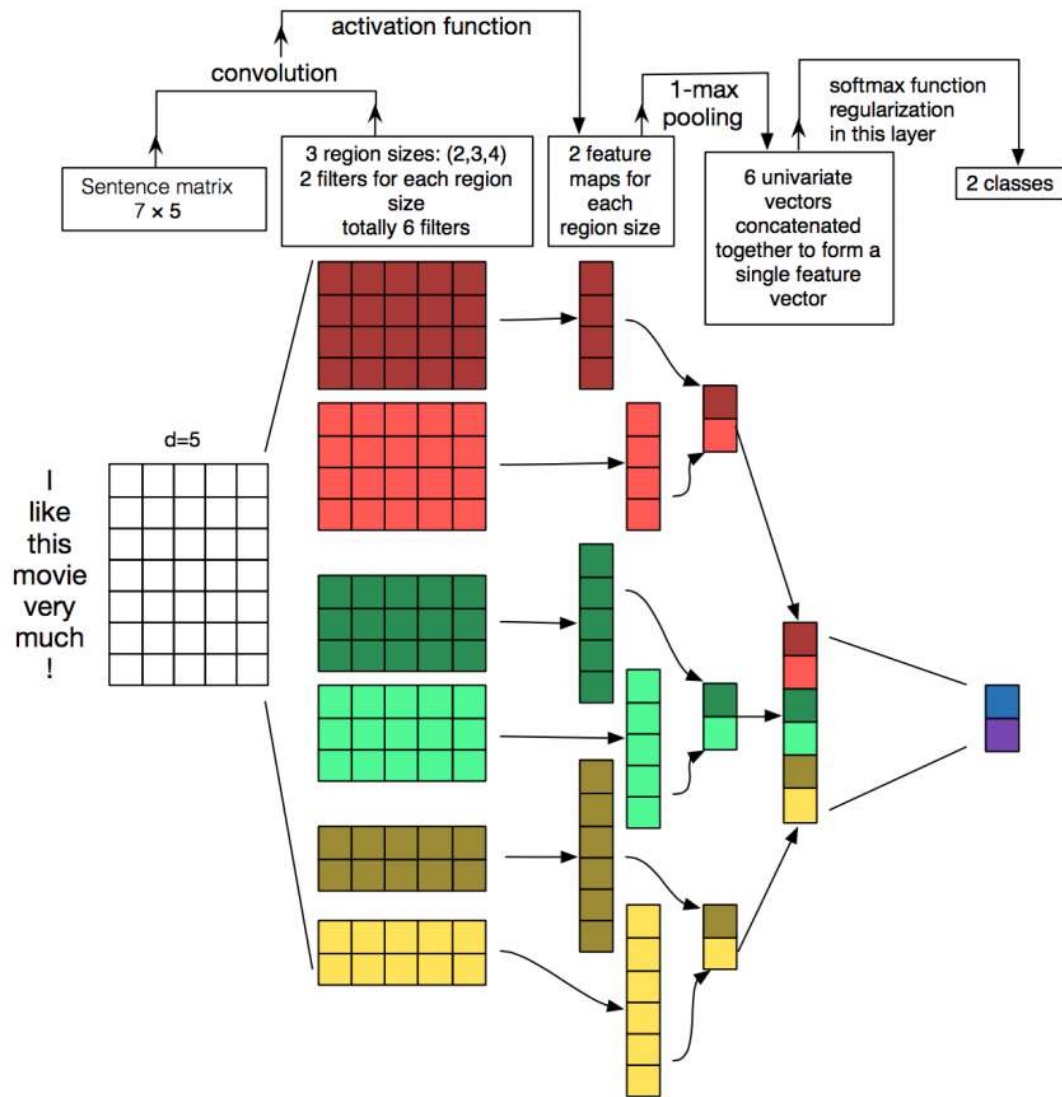 activation function
convolution
1-max
pooling
softmax function
regularization
in this layer
Sentence matrix
7 × 5
3 region sizes: (2,3,4)
2 filters for each region
size
totally 6 filters
2 feature
maps for
each
region size
6 univariate
vectors
concatenated
together to form a
single feature
vector
2 classes
d=5
I
like
this
movie
very
much
!